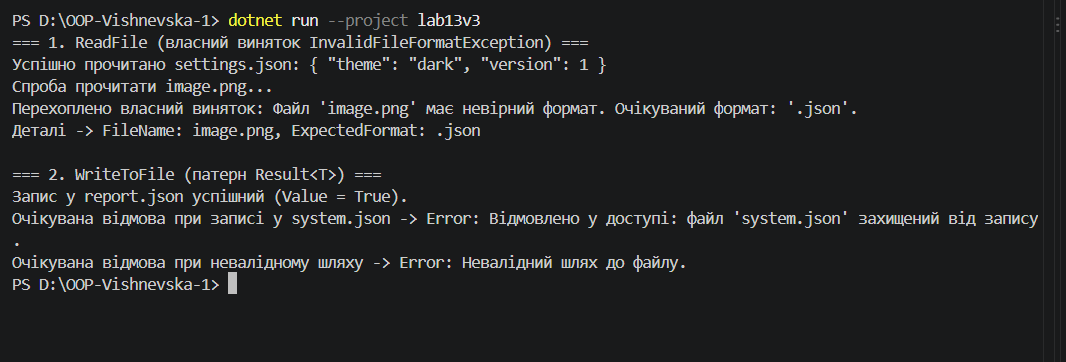 PS D:\OOP-Vishnevska-1> dotnet run --project lab13v3
=== 1. ReadFile (власний виняток InvalidFileFormatException) ===
Успішно прочитано settings.json: { "theme": "dark", "version": 1 }
Спроба прочитати image.png...
Перехоплено власний виняток: Файл 'image.png' має невірний формат. Очікуваний формат: '.json'.
Деталі -> FileName: image.png, ExpectedFormat: .json

=== 2. WriteToFile (патерн Result<T>) ===
Запис у report.json успішний (Value = True).
Очікувана відмова при записі у system.json -> Error: Відмовлено у доступі: файл 'system.json' захищений від запису
.
Очікувана відмова при невалідному шляху -> Error: Невалідний шлях до файлу.
PS D:\OOP-Vishnevska-1>